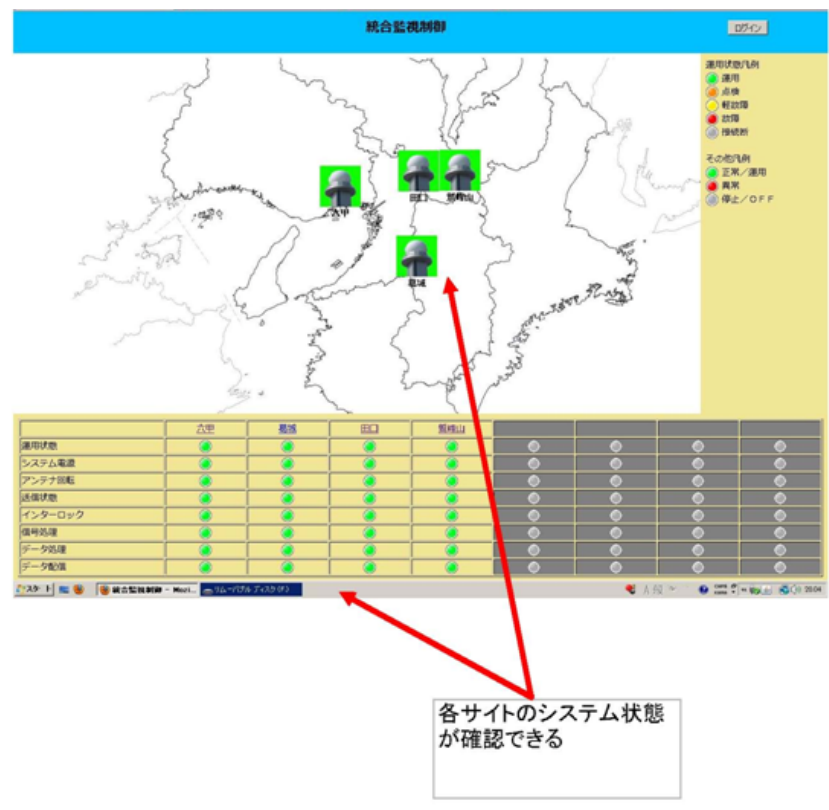 統合監視制御
ログイン
運用状態凡例
運用
点検
軽故障
故障
接続断
その他凡例
正常／運用
異常
停止／OFF
六甲
田口
鷲峰山
葛城
六甲 葛城 田口 鷲峰山
運用状態
システム電源
アンテナ回転
送信状態
インターロック
信号処理
データ処理
データ配信
スタート
統合監視制御 - Mozi...
リムーバブル ディスク (F:)
20:04
各サイトのシステム状態
が確認できる